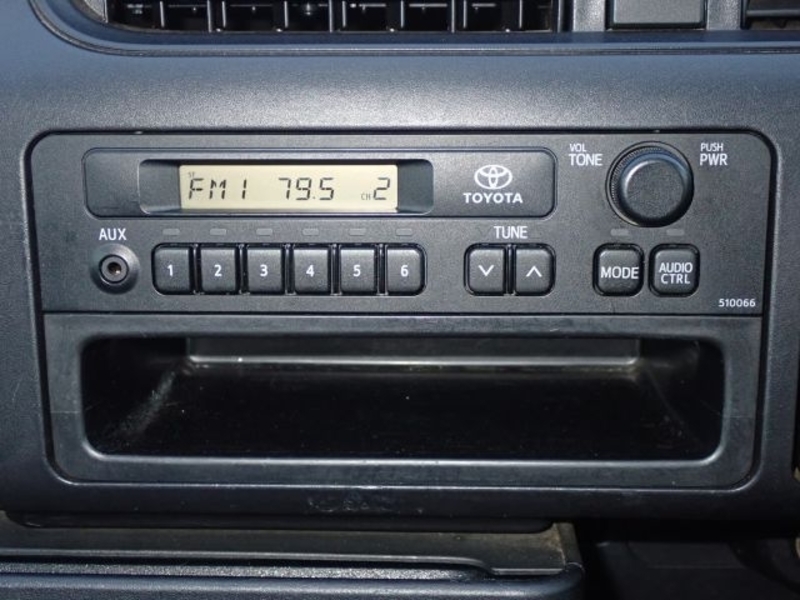 ST
FM1 79.5 CH 2
TOYOTA
VOL
TONE
PUSH
PWR
AUX
TUNE
1 2 3 4 5 6
MODE
AUDIO
CTRL
510066